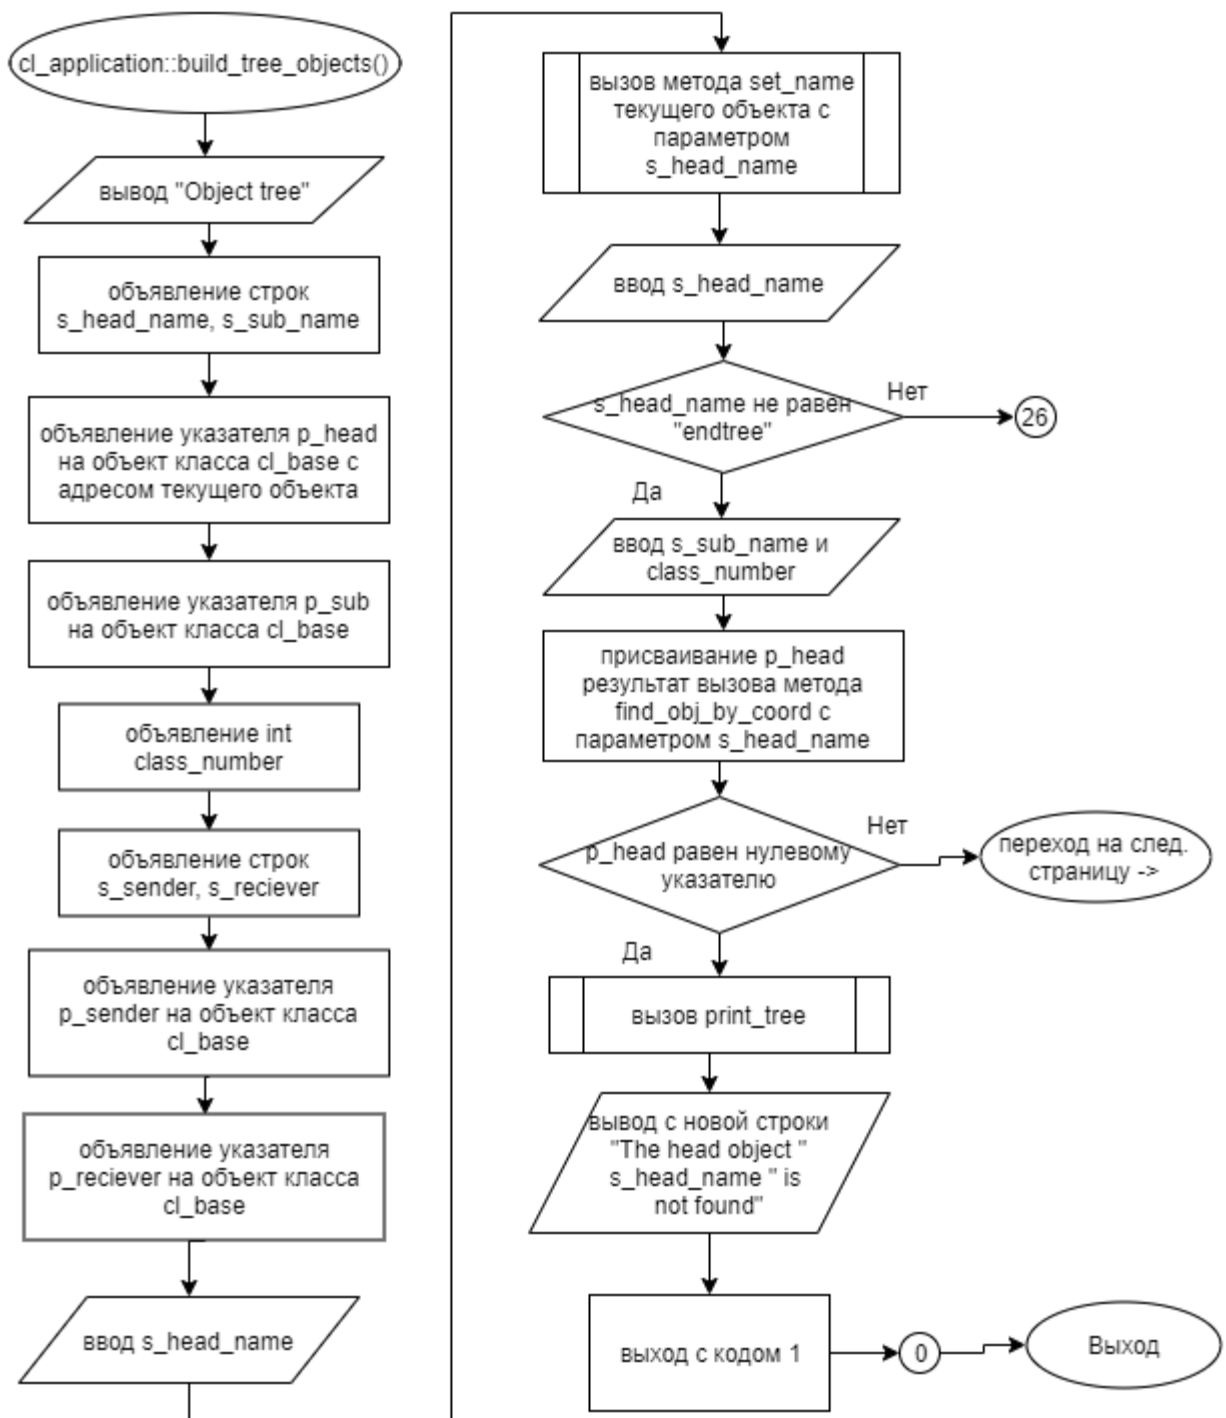 cl_application::build_tree_objects()
вывод "Object tree"
объявление строк
s_head_name, s_sub_name
объявление указателя p_head
на объект класса cl_base с
адресом текущего объекта
объявление указателя p_sub
на объект класса cl_base
объявление int
class_number
объявление строк
s_sender, s_reciever
объявление указателя
p_sender на объект класса
cl_base
объявление указателя
p_reciever на объект класса
cl_base
ввод s_head_name
вызов метода set_name
текущего объекта с
параметром
s_head_name
ввод s_head_name
s_head_name не равен
"endtree"
Нет
26
Да
ввод s_sub_name и
class_number
присваивание p_head
результат вызова метода
find_obj_by_coord с
параметром s_head_name
p_head равен нулевому
указателю
Нет
переход на след.
страницу ->
Да
вызов print_tree
вывод с новой строки
"The head object "
s_head_name " is
not found"
выход с кодом 1
0
Выход